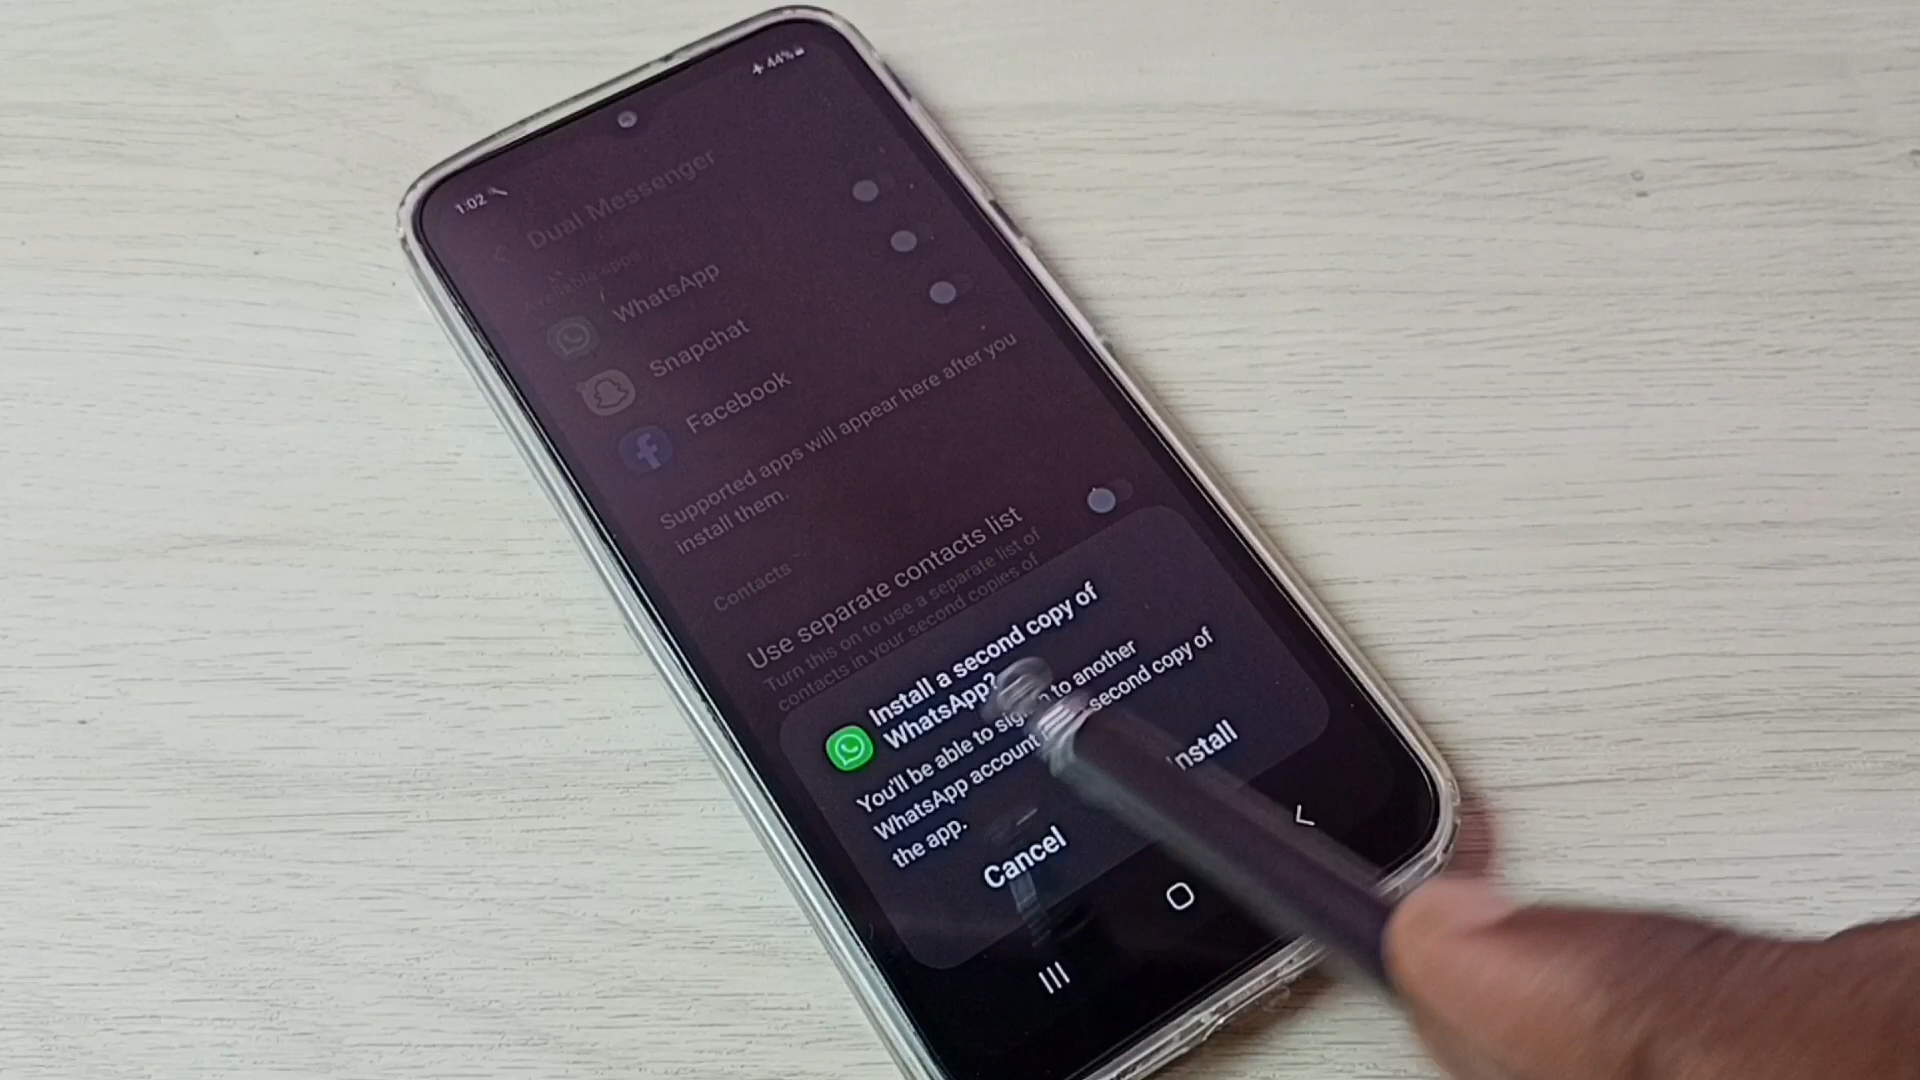 1:02
44%
Dual Messenger
Available apps
WhatsApp
Snapchat
Facebook
Supported apps will appear here after you
install them.
Contacts
Use separate contacts list
Turn this on to use a separate list of
contacts in your second copies of
Install a second copy of
WhatsApp?
You'll be able to to another
WhatsApp account second copy of
the app.
Cancel
Install